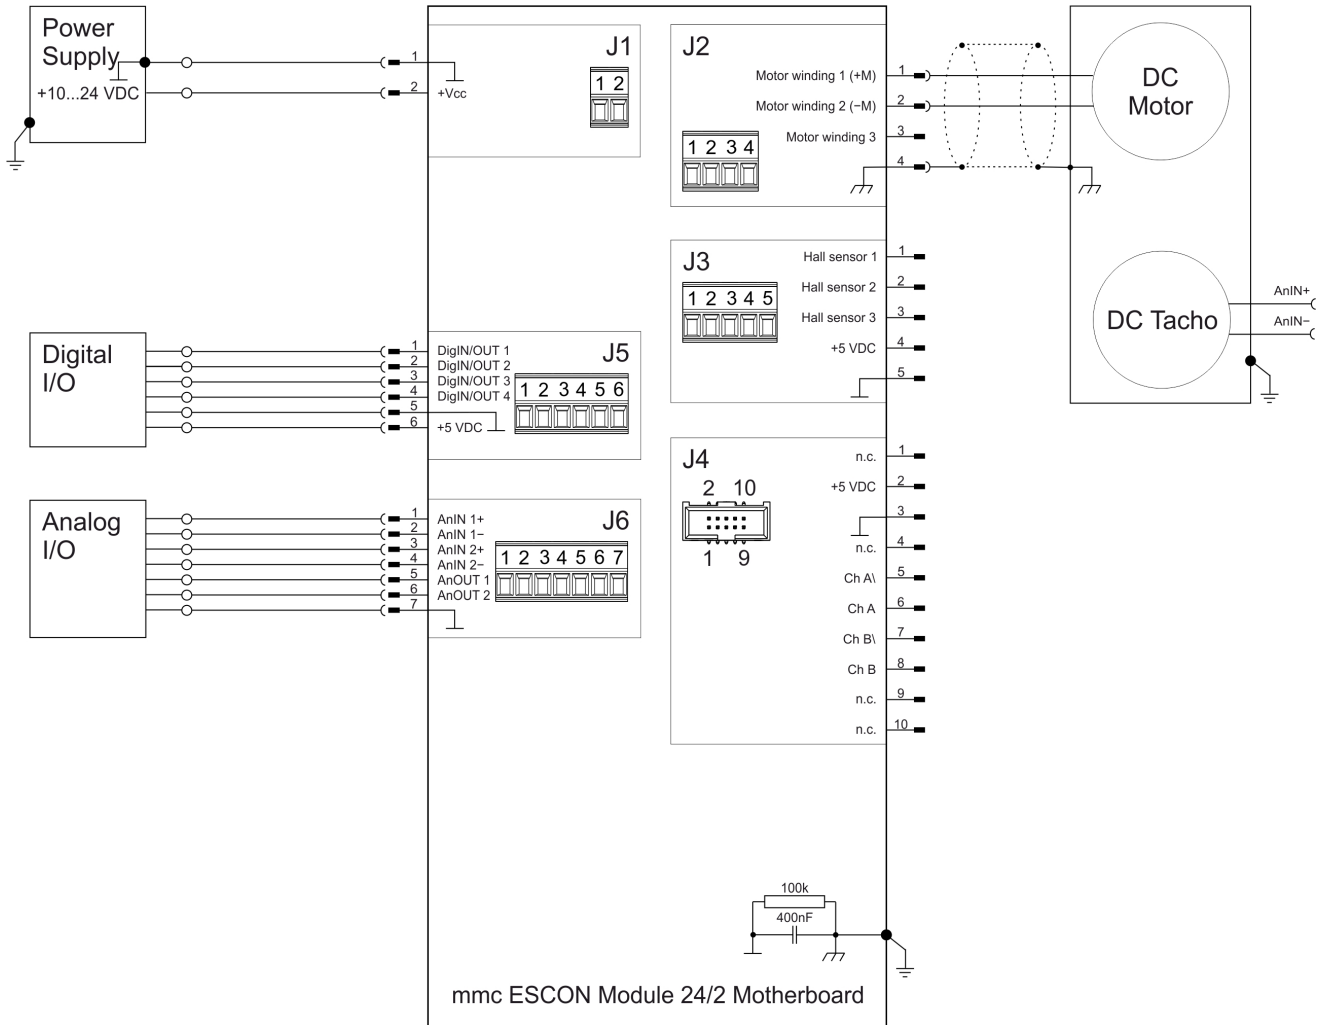 Power
Supply
+10...24 VDC
1
2
+Vcc
J1
1 2
J2
Motor winding 1 (+M)
1
Motor winding 2 (−M)
2
Motor winding 3
3
4
1 2 3 4
DC
Motor
J3
Hall sensor 1
1
Hall sensor 2
2
Hall sensor 3
3
+5 VDC
4
5
1 2 3 4 5
DC Tacho
AnIN+
AnIN−
Digital
I/O
1
DigIN/OUT 1
2
DigIN/OUT 2
3
DigIN/OUT 3
4
DigIN/OUT 4
5
6
+5 VDC
J5
1 2 3 4 5 6
J4
2 10
1 9
n.c.
1
+5 VDC
2
3
n.c.
4
Ch A\
5
Ch A
6
Ch B\
7
Ch B
8
n.c.
9
n.c.
10
Analog
I/O
1
AnIN 1+
2
AnIN 1−
3
AnIN 2+
4
AnIN 2−
5
AnOUT 1
6
AnOUT 2
7
J6
1 2 3 4 5 6 7
100k
400nF
mmc ESCON Module 24/2 Motherboard